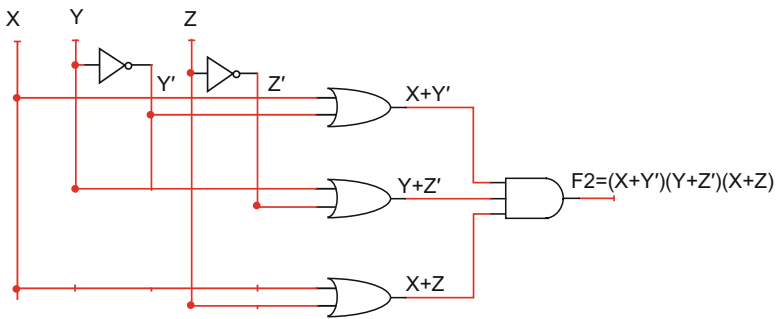 X Y Z
Y′ Z′
X+Y′
Y+Z′
F2=(X+Y′)(Y+Z′)(X+Z)
X+Z